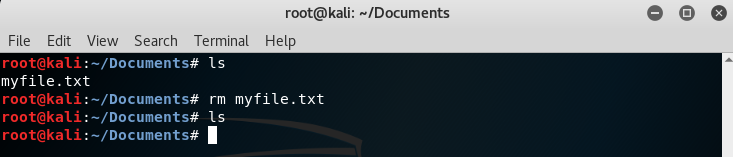 root@kali: ~/Documents
File Edit View Search Terminal Help
root@kali:~/Documents# ls
myfile.txt
root@kali:~/Documents# rm myfile.txt
root@kali:~/Documents# ls
root@kali:~/Documents#